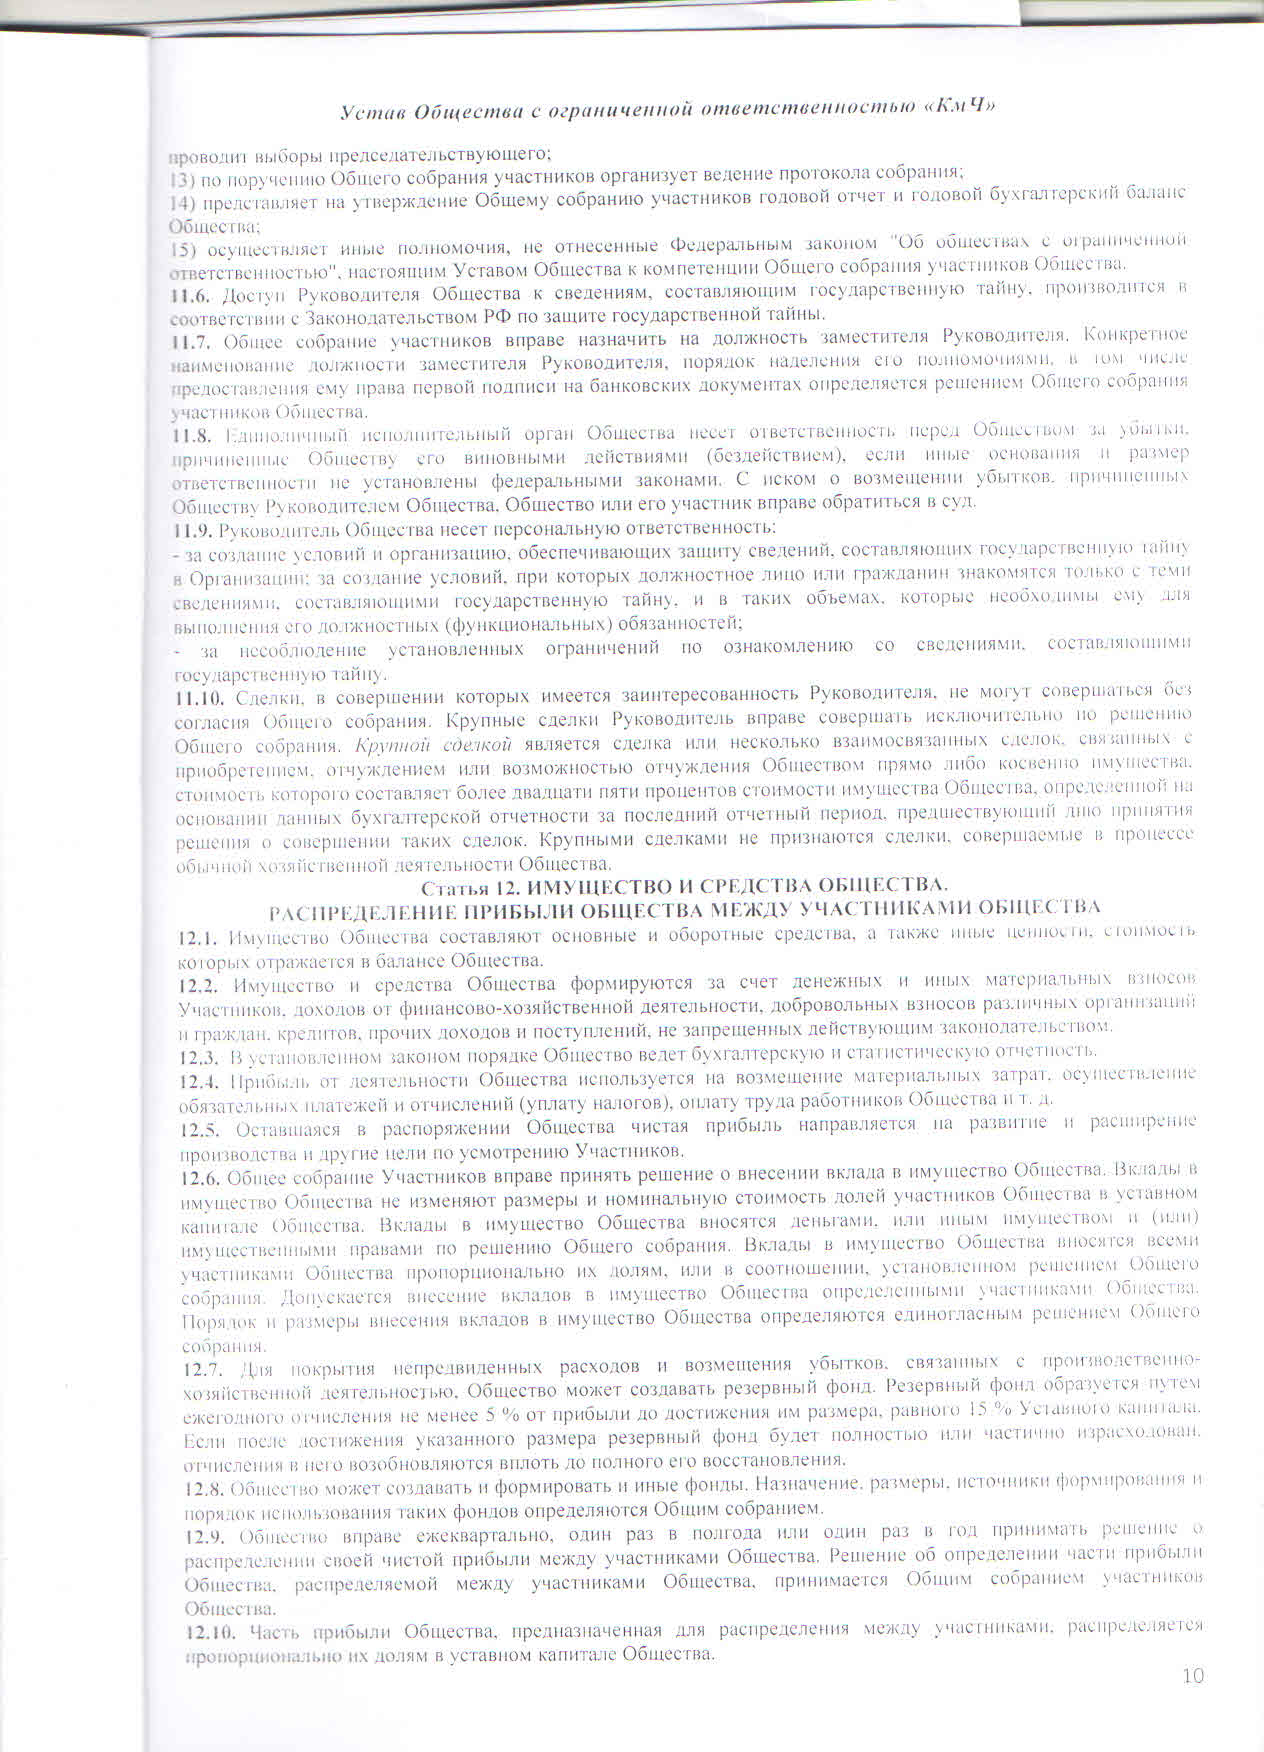 Устав Общества с ограниченной ответственностью «КмЧ»
проводит выборы председательствующего;
13) по поручению Общего собрания участников организует ведение протокола собрания;
14) представляет на утверждение Общему собранию участников годовой отчет и годовой бухгалтерский баланс
Общества;
15) осуществляет иные полномочия, не отнесенные Федеральным законом "Об обществах с ограниченной
ответственностью", настоящим Уставом Общества к компетенции Общего собрания участников Общества.
11.6. Доступ Руководителя Общества к сведениям, составляющим государственную тайну, производится в
соответствии с Законодательством РФ по защите государственной тайны.
11.7. Общее собрание участников вправе назначить на должность заместителя Руководителя. Конкретное
наименование должности заместителя Руководителя, порядок наделения его полномочиями, в том числе
предоставления ему права первой подписи на банковских документах определяется решением Общего собрания
участников Общества.
11.8. Единоличный исполнительный орган Общества несет ответственность перед Обществом за убытки,
причиненные Обществу его виновными действиями (бездействием), если иные основания и размер
ответственности не установлены федеральными законами. С иском о возмещении убытков, причиненных
Обществу Руководителем Общества, Общество или его участник вправе обратиться в суд.
11.9. Руководитель Общества несет персональную ответственность:
- за создание условий и организацию, обеспечивающих защиту сведений, составляющих государственную тайну
в Организации; за создание условий, при которых должностное лицо или гражданин знакомятся только с теми
сведениями, составляющими государственную тайну, и в таких объемах, которые необходимы ему для
выполнения его должностных (функциональных) обязанностей;
- за несоблюдение установленных ограничений по ознакомлению со сведениями, составляющими
государственную тайну.
11.10. Сделки, в совершении которых имеется заинтересованность Руководителя, не могут совершаться без
согласия Общего собрания. Крупные сделки Руководитель вправе совершать исключительно по решению
Общего собрания. Крупной сделкой является сделка или несколько взаимосвязанных сделок, связанных с
приобретением, отчуждением или возможностью отчуждения Обществом прямо либо косвенно имущества,
стоимость которого составляет более двадцати пяти процентов стоимости имущества Общества, определенной на
основании данных бухгалтерской отчетности за последний отчетный период, предшествующий дню принятия
решения о совершении таких сделок. Крупными сделками не признаются сделки, совершаемые в процессе
обычной хозяйственной деятельности Общества.
Статья 12. ИМУЩЕСТВО И СРЕДСТВА ОБЩЕСТВА.
РАСПРЕДЕЛЕНИЕ ПРИБЫЛИ ОБЩЕСТВА МЕЖДУ УЧАСТНИКАМИ ОБЩЕСТВА
12.1. Имущество Общества составляют основные и оборотные средства, а также иные ценности, стоимость
которых отражается в балансе Общества.
12.2. Имущество и средства Общества формируются за счет денежных и иных материальных взносов
Участников, доходов от финансово-хозяйственной деятельности, добровольных взносов различных организаций
и граждан, кредитов, прочих доходов и поступлений, не запрещенных действующим законодательством.
12.3. В установленном законом порядке Общество ведет бухгалтерскую и статистическую отчетность.
12.4. Прибыль от деятельности Общества используется на возмещение материальных затрат, осуществление
обязательных платежей и отчислений (уплату налогов), оплату труда работников Общества и т. д.
12.5. Оставшаяся в распоряжении Общества чистая прибыль направляется на развитие и расширение
производства и другие цели по усмотрению Участников.
12.6. Общее собрание Участников вправе принять решение о внесении вклада в имущество Общества. Вклады в
имущество Общества не изменяют размеры и номинальную стоимость долей участников Общества в уставном
капитале Общества. Вклады в имущество Общества вносятся деньгами, или иным имуществом и (или)
имущественными правами по решению Общего собрания. Вклады в имущество Общества вносятся всеми
участниками Общества пропорционально их долям, или в соотношении, установленном решением Общего
собрания. Допускается внесение вкладов в имущество Общества определенными участниками Общества.
Порядок и размеры внесения вкладов в имущество Общества определяются единогласным решением Общего
собрания.
12.7. Для покрытия непредвиденных расходов и возмещения убытков, связанных с производственно-
хозяйственной деятельностью, Общество может создавать резервный фонд. Резервный фонд образуется путем
ежегодного отчисления не менее 5 % от прибыли до достижения им размера, равного 15 % Уставного капитала.
Если после достижения указанного размера резервный фонд будет полностью или частично израсходован,
отчисления в него возобновляются вплоть до полного его восстановления.
12.8. Общество может создавать и формировать и иные фонды. Назначение, размеры, источники формирования и
порядок использования таких фондов определяются Общим собранием.
12.9. Общество вправе ежеквартально, один раз в полгода или один раз в год принимать решение о
распределении своей чистой прибыли между участниками Общества. Решение об определении части прибыли
Общества, распределяемой между участниками Общества, принимается Общим собранием участников
Общества.
12.10. Часть прибыли Общества, предназначенная для распределения между участниками, распределяется
пропорционально их долям в уставном капитале Общества.
10